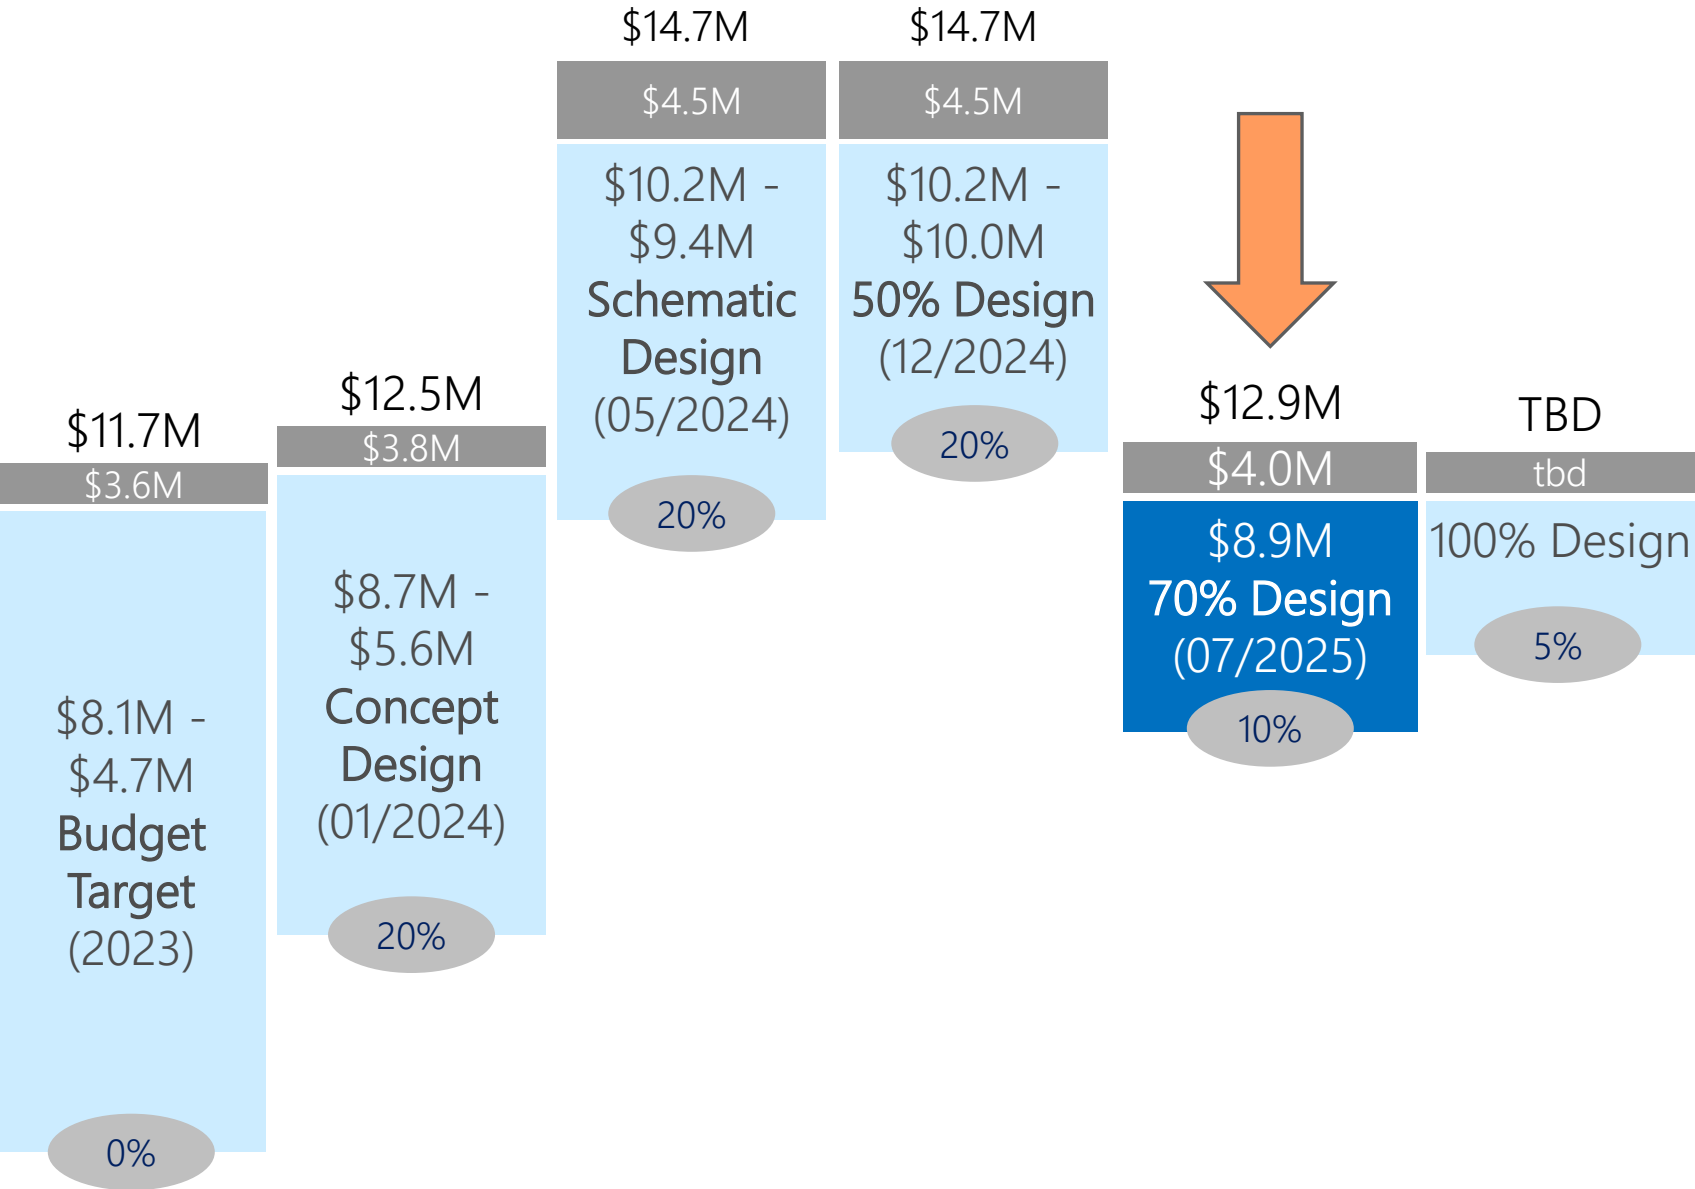 $11.7M
$3.6M
$8.1M -
$4.7M
Budget
Target
(2023)
0%
$12.5M
$3.8M
$8.7M -
$5.6M
Concept
Design
(01/2024)
20%
$14.7M
$4.5M
$10.2M -
$9.4M
Schematic
Design
(05/2024)
20%
$14.7M
$4.5M
$10.2M -
$10.0M
50% Design
(12/2024)
20%
$12.9M
$4.0M
$8.9M
70% Design
(07/2025)
10%
TBD
tbd
100% Design
5%